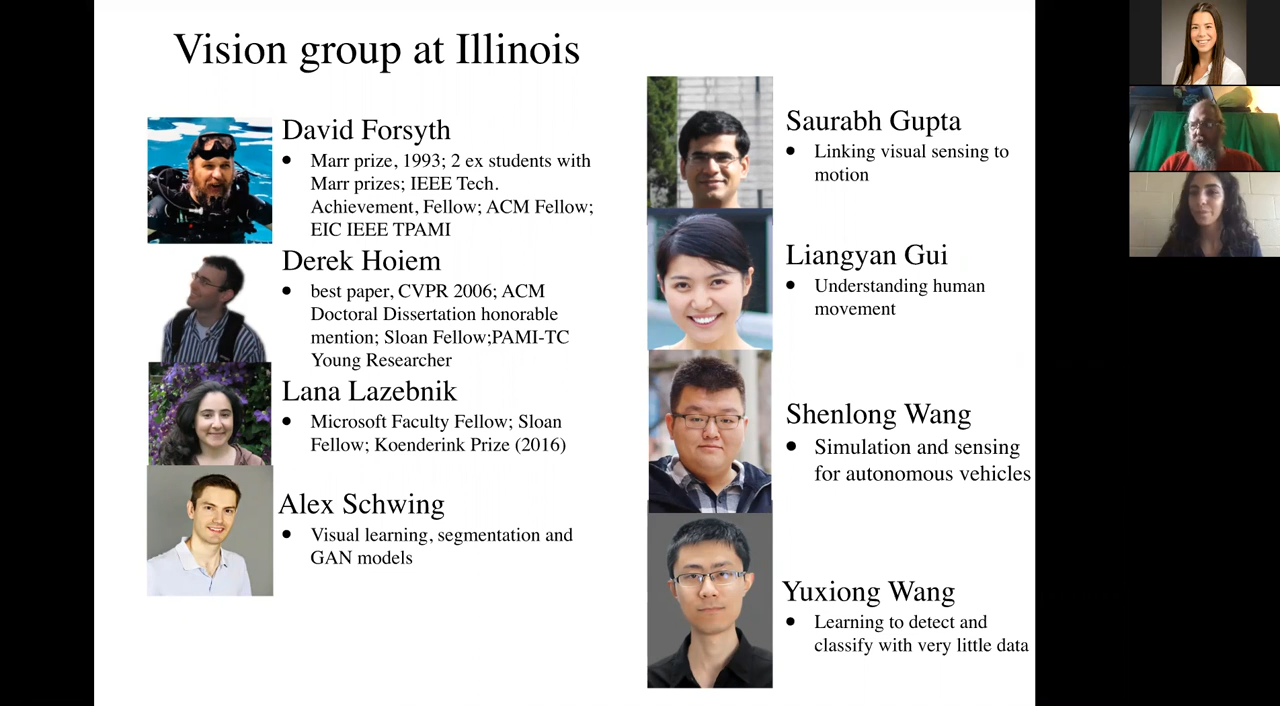 Vision group at Illinois
David Forsyth
• Marr prize, 1993; 2 ex students with
Marr prizes; IEEE Tech.
Achievement, Fellow; ACM Fellow;
EIC IEEE TPAMI
Derek Hoiem
• best paper, CVPR 2006; ACM
Doctoral Dissertation honorable
mention; Sloan Fellow;PAMI-TC
Young Researcher
Lana Lazebnik
• Microsoft Faculty Fellow; Sloan
Fellow; Koenderink Prize (2016)
Alex Schwing
• Visual learning, segmentation and
GAN models
Saurabh Gupta
• Linking visual sensing to
motion
Liangyan Gui
• Understanding human
movement
Shenlong Wang
• Simulation and sensing
for autonomous vehicles
Yuxiong Wang
• Learning to detect and
classify with very little data